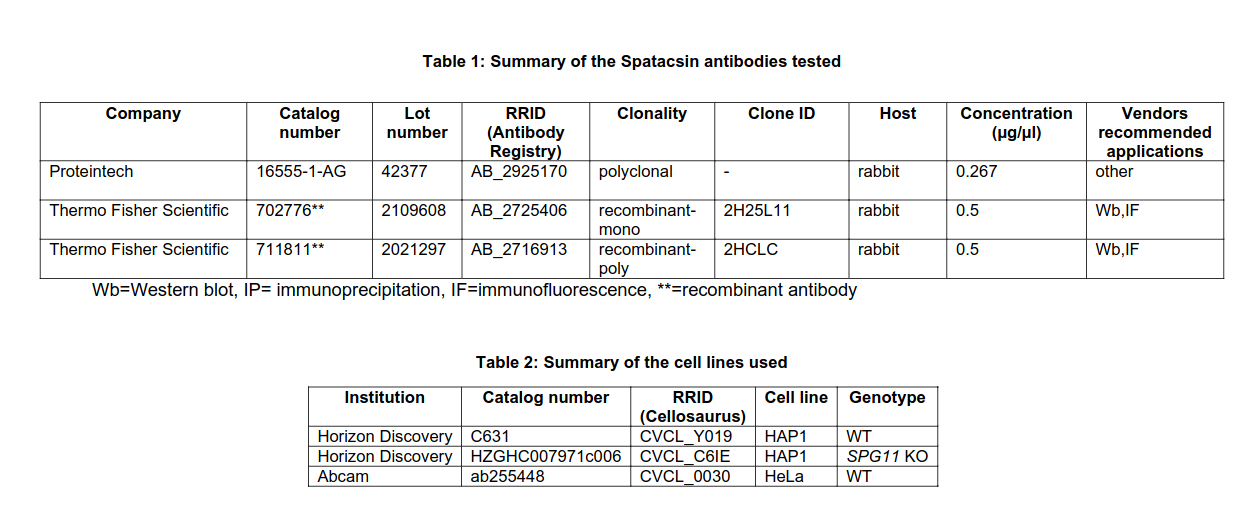 Table 1: Summary of the Spatacsin antibodies tested
Company Catalog number Lot number RRID (Antibody Registry) Clonality Clone ID Host Concentration (µg/µl) Vendors recommended applications
Proteintech 16555-1-AG 42377 AB_2925170 polyclonal - rabbit 0.267 other
Thermo Fisher Scientific 702776** 2109608 AB_2725406 recombinant-mono 2H25L11 rabbit 0.5 Wb,IF
Thermo Fisher Scientific 711811** 2021297 AB_2716913 recombinant-poly 2HCLC rabbit 0.5 Wb,IF
Wb=Western blot, IP= immunoprecipitation, IF=immunofluorescence, **=recombinant antibody
Table 2: Summary of the cell lines used
Institution Catalog number RRID (Cellosaurus) Cell line Genotype
Horizon Discovery C631 CVCL_Y019 HAP1 WT
Horizon Discovery HZGHC007971c006 CVCL_C6IE HAP1 SPG11 KO
Abcam ab255448 CVCL_0030 HeLa WT